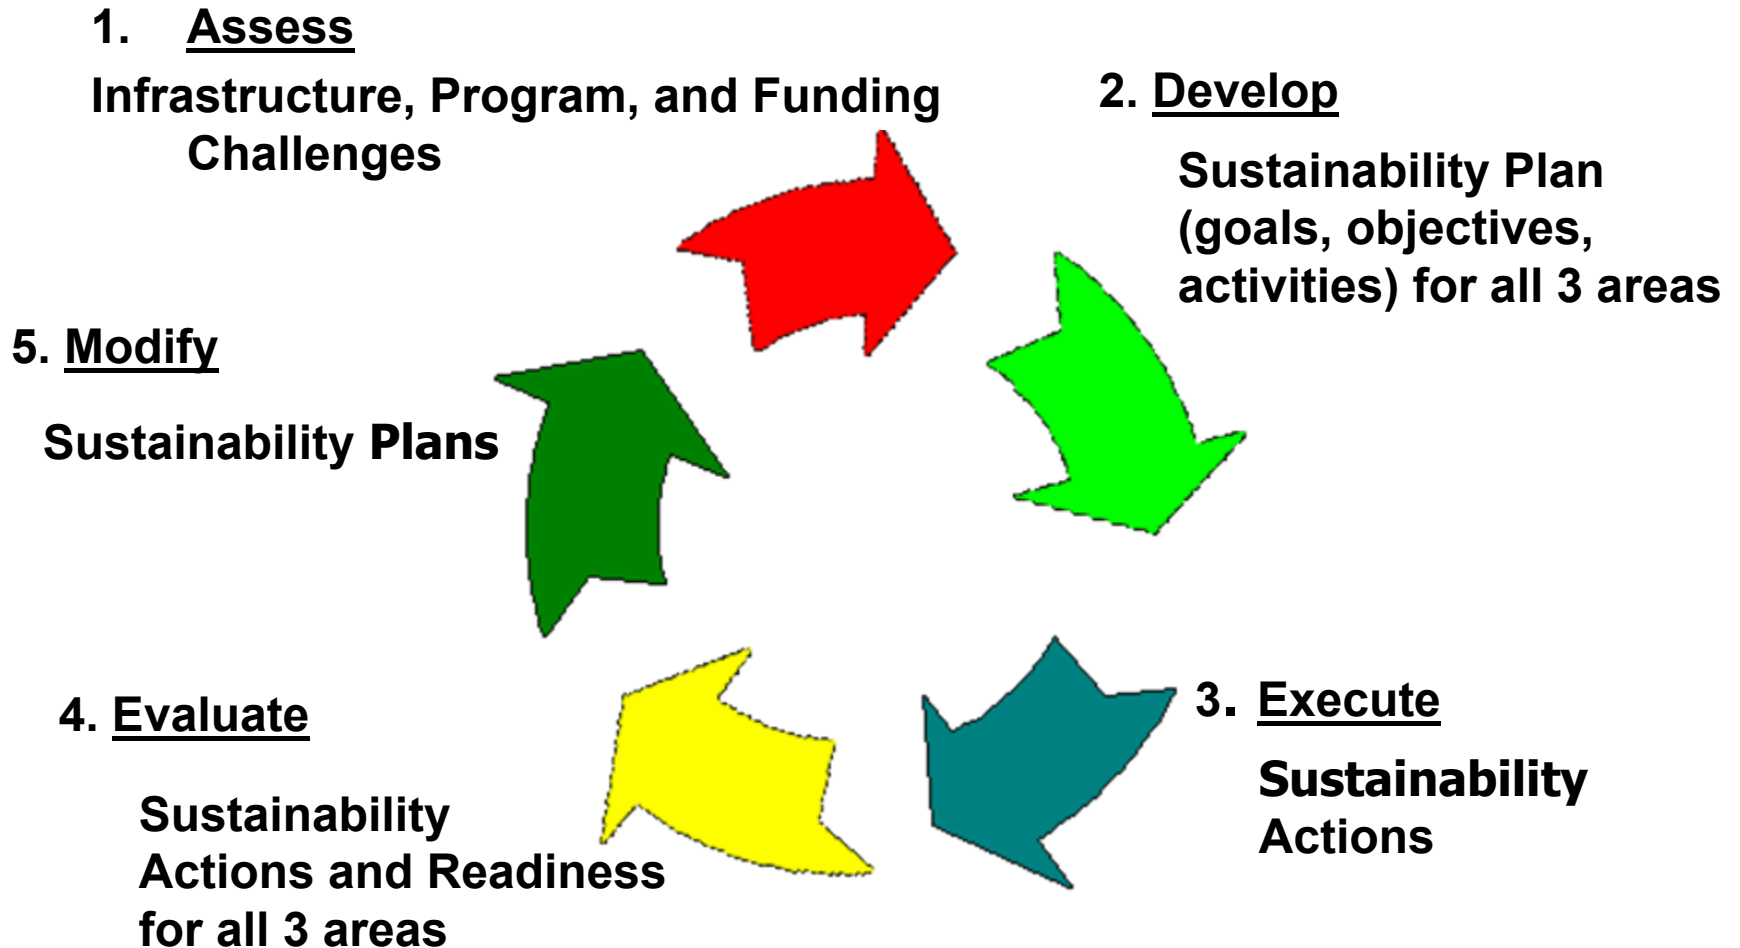 1. Assess
Infrastructure, Program, and Funding
Challenges
2. Develop
Sustainability Plan
(goals, objectives,
activities) for all 3 areas
3. Execute
Sustainability
Actions
4. Evaluate
Sustainability
Actions and Readiness
for all 3 areas
5. Modify
Sustainability Plans